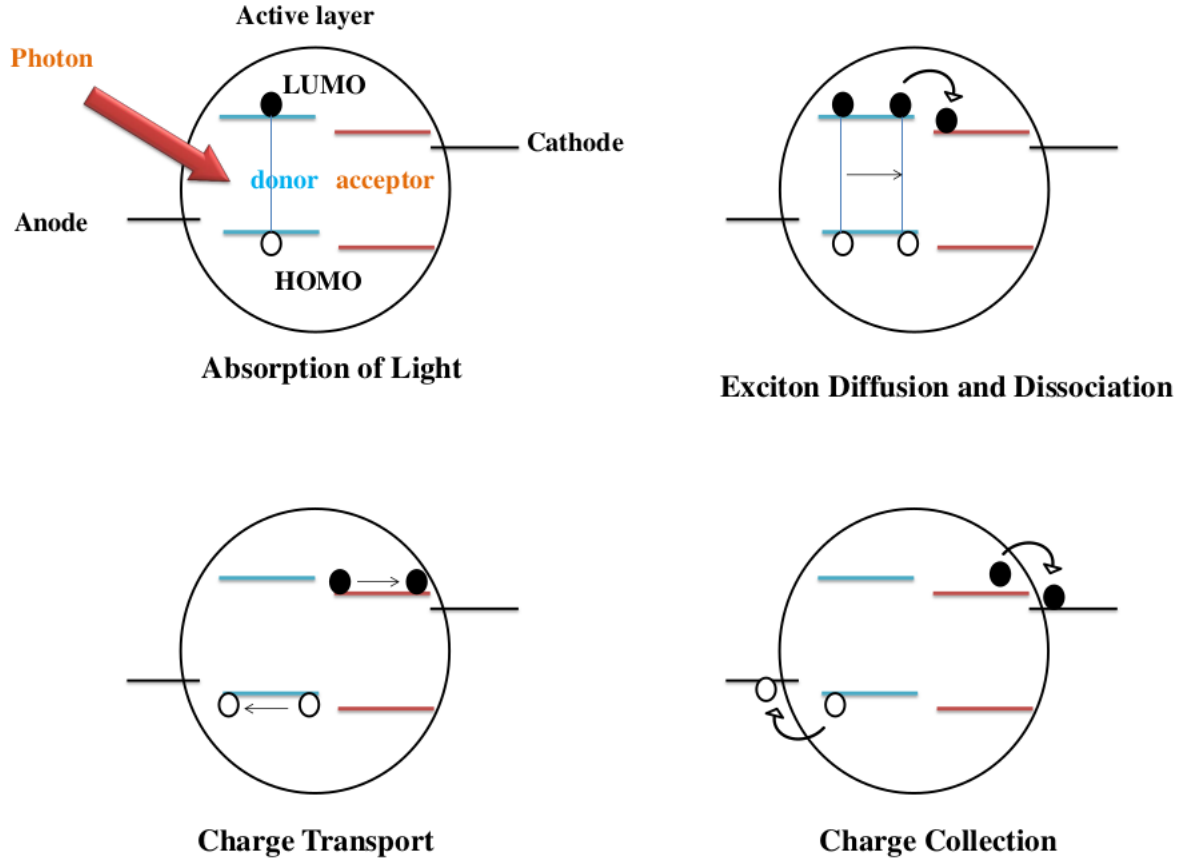 Active layer
Photon
LUMO
Cathode
donor acceptor
Anode
HOMO
Absorption of Light
Exciton Diffusion and Dissociation
Charge Transport
Charge Collection